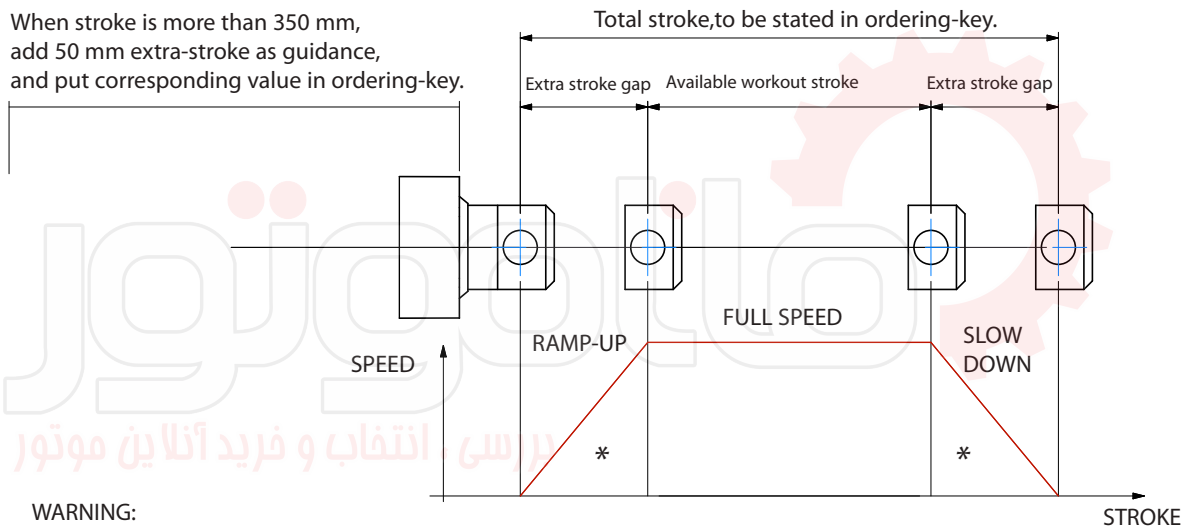 When stroke is more than 350 mm,
add 50 mm extra-stroke as guidance,
and put corresponding value in ordering-key.
Total stroke,to be stated in ordering-key.
Extra stroke gap
Available workout stroke
Extra stroke gap
ماناموتور
FULL SPEED
RAMP-UP
SLOW
DOWN
SPEED
*
*
بررسی ، انتخاب و خرید آنلاین موتور
WARNING:
STROKE